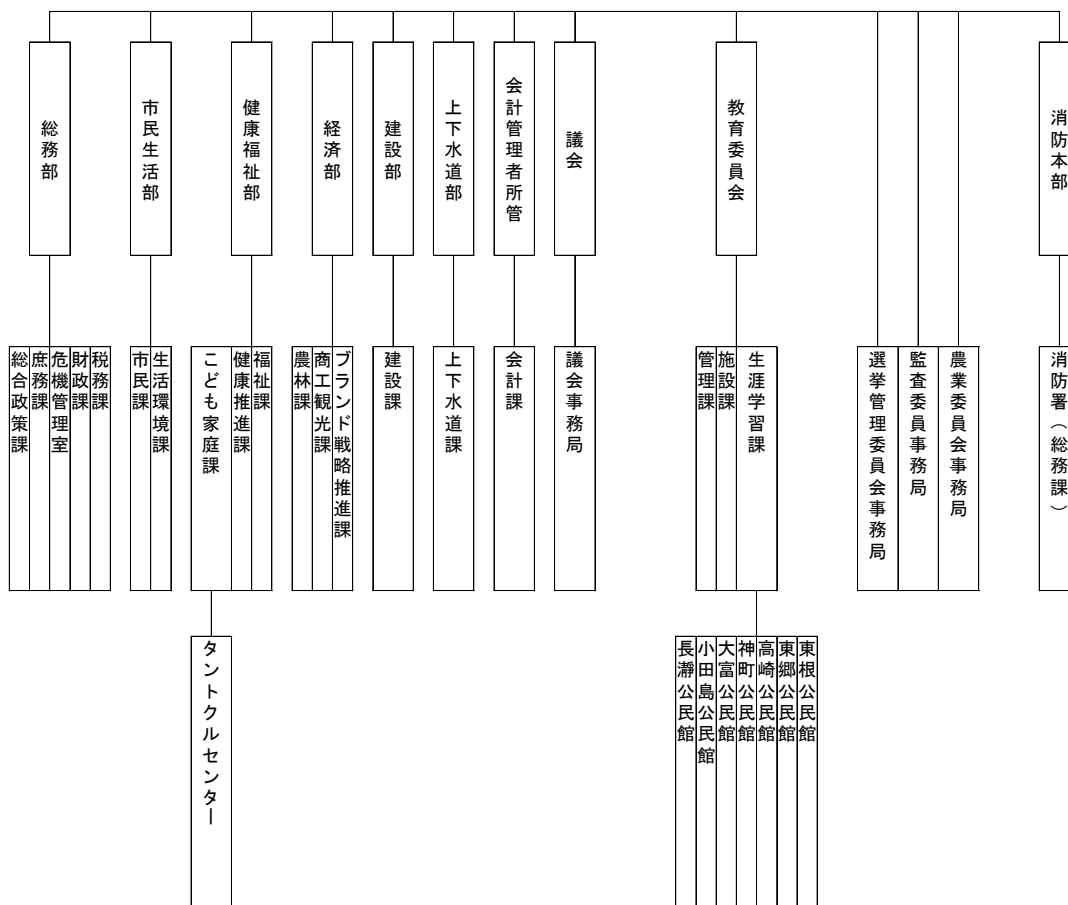 総務部
市民生活部
健康福祉部
経済部
建設部
上下水道部
会計管理者所管
議会
教育委員会
消防本部
総合政策課
庶務課
危機管理室
財政課
税務課
市民課
生活環境課
こども家庭課
健康推進課
福祉課
農林課
商工観光課
ブランド戦略推進課
建設課
上下水道課
会計課
議会事務局
管理課
施設課
生涯学習課
選挙管理委員会事務局
監査委員事務局
農業委員会事務局
消防署(総務課)
タントクルセンター
長瀞公民館
小田島公民館
大富公民館
神町公民館
高崎公民館
東郷公民館
東根公民館